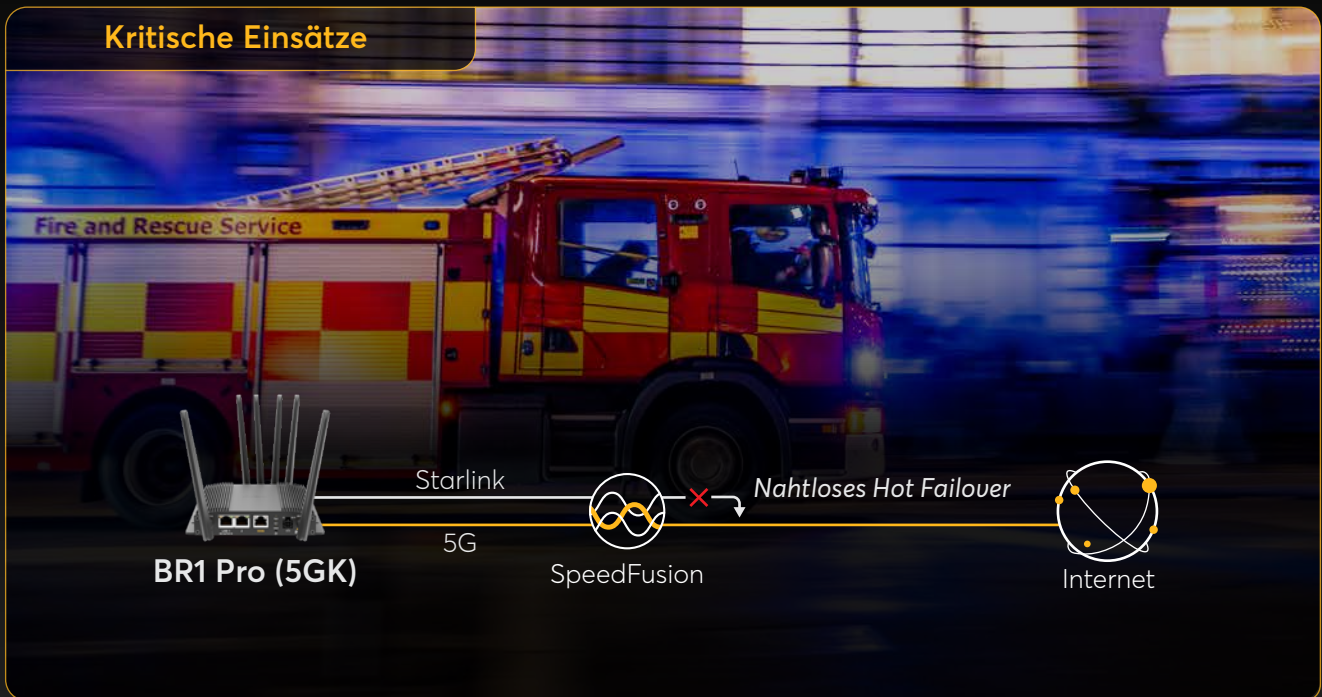 Kritische Einsätze
Fire and Rescue Service
Starlink
Nahtloses Hot Failover
5G
BR1 Pro (5GK)
SpeedFusion
Internet